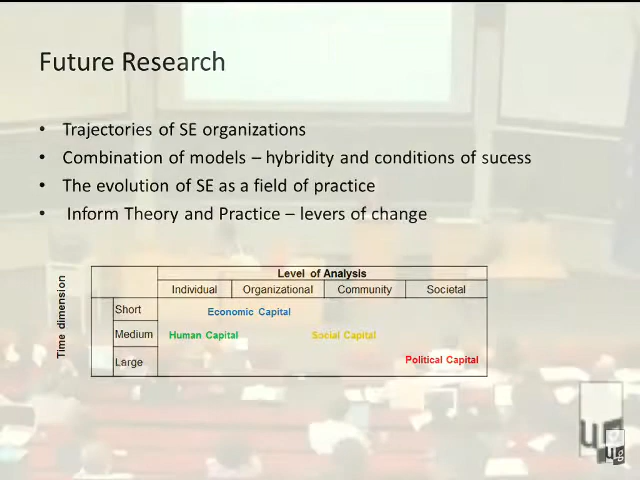 Future Research
• Trajectories of SE organizations
• Combination of models – hybridity and conditions of sucess
• The evolution of SE as a field of practice
• Inform Theory and Practice – levers of change
Level of Analysis
Individual Organizational Community Societal
Time dimension
Short Economic Capital
Medium Human Capital Social Capital
Large Political Capital